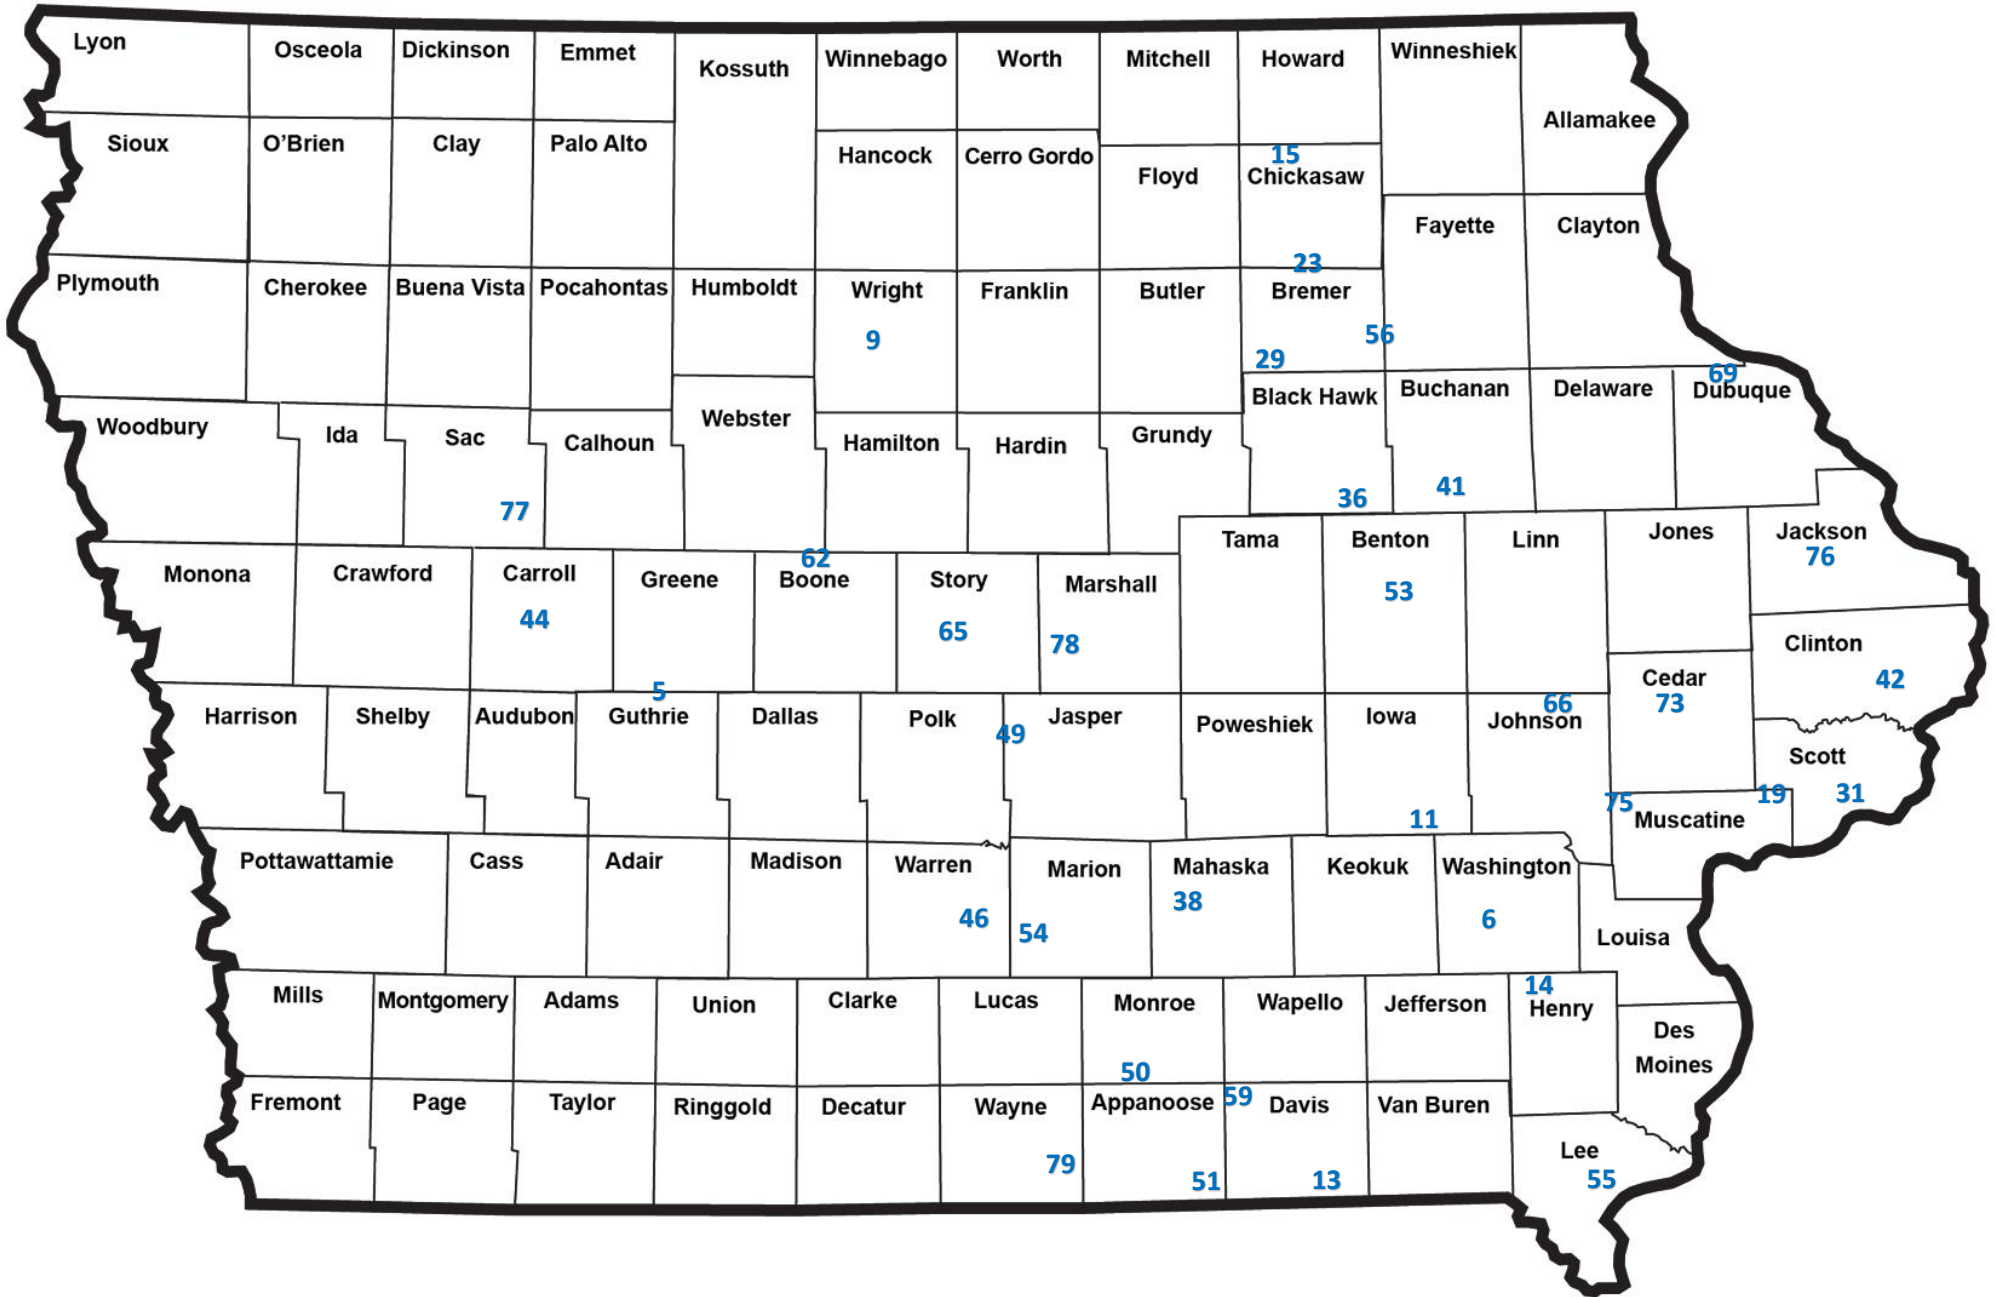 Lyon
Osceola
Dickinson
Emmet
Kossuth
Winnebago
Worth
Mitchell
Howard
Winneshiek
Allamakee
Sioux
O'Brien
Clay
Palo Alto
Hancock
Cerro Gordo
Floyd
15
Chickasaw
Fayette
Clayton
23
Plymouth
Cherokee
Buena Vista
Pocahontas
Humboldt
Wright
Franklin
Butler
Bremer
9
29
56
69
Woodbury
Ida
Sac
Calhoun
Webster
Hamilton
Hardin
Grundy
Black Hawk
Buchanan
Delaware
Dubuque
77
36
41
62
Monona
Crawford
Carroll
Greene
Boone
Story
Marshall
Tama
Benton
Linn
Jones
Jackson
76
44
65
78
53
Clinton
42
5
66
Cedar
73
Harrison
Shelby
Audubon
Guthrie
Dallas
Polk
49
Jasper
Poweshiek
Iowa
Johnson
Scott
11
75
19
31
Muscatine
Pottawattamie
Cass
Adair
Madison
Warren
Marion
Mahaska
Keokuk
Washington
46
54
38
6
Louisa
14
Mills
Montgomery
Adams
Union
Clarke
Lucas
Monroe
Wapello
Jefferson
Henry
Des
Moines
50
59
Fremont
Page
Taylor
Ringgold
Decatur
Wayne
Appanoose
Davis
Van Buren
Lee
79
51
13
55